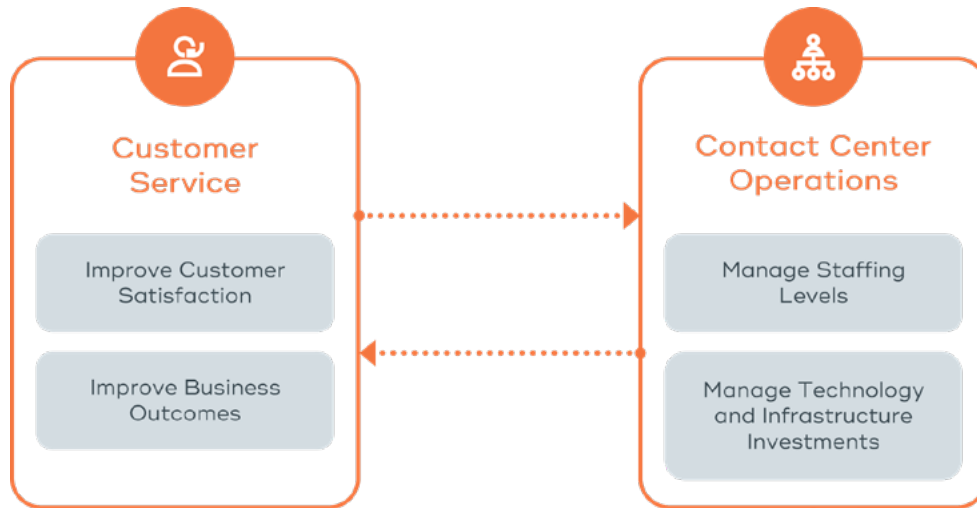 Customer
Service
Improve Customer
Satisfaction
Improve Business
Outcomes
Contact Center
Operations
Manage Staffing
Levels
Manage Technology
and Infrastructure
Investments